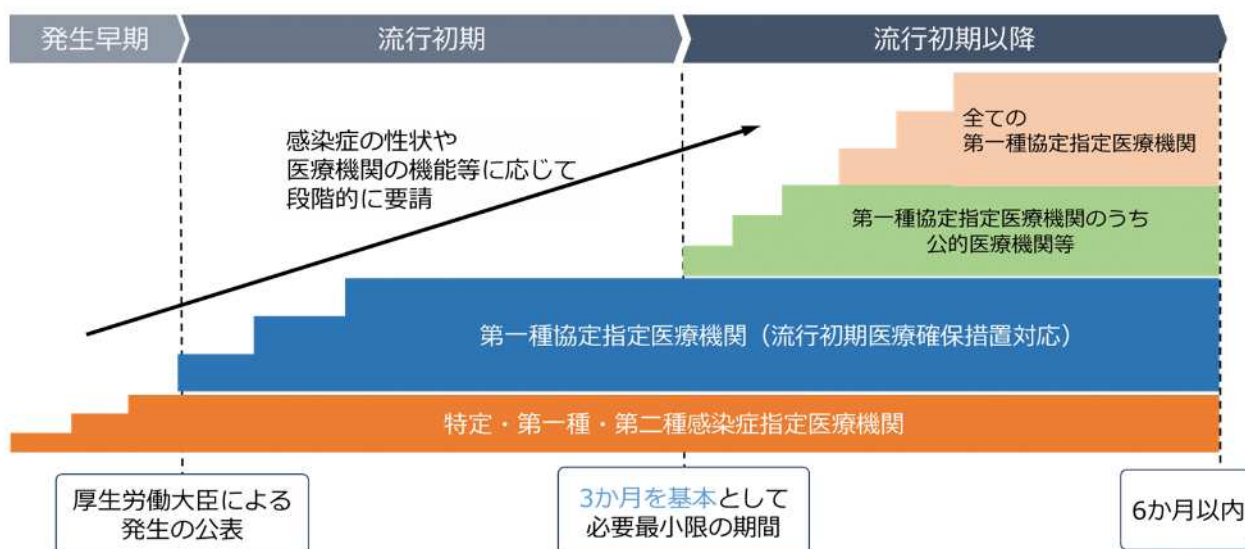 発生早期
流行初期
流行初期以降
感染症の性状や
医療機関の機能等に応じて
段階的に要請
全ての
第一種協定指定医療機関
第一種協定指定医療機関のうち
公的医療機関等
第一種協定指定医療機関（流行初期医療確保措置対応）
特定・第一種・第二種感染症指定医療機関
厚生労働大臣による
発生の公表
3か月を基本として
必要最小限の期間
6か月以内